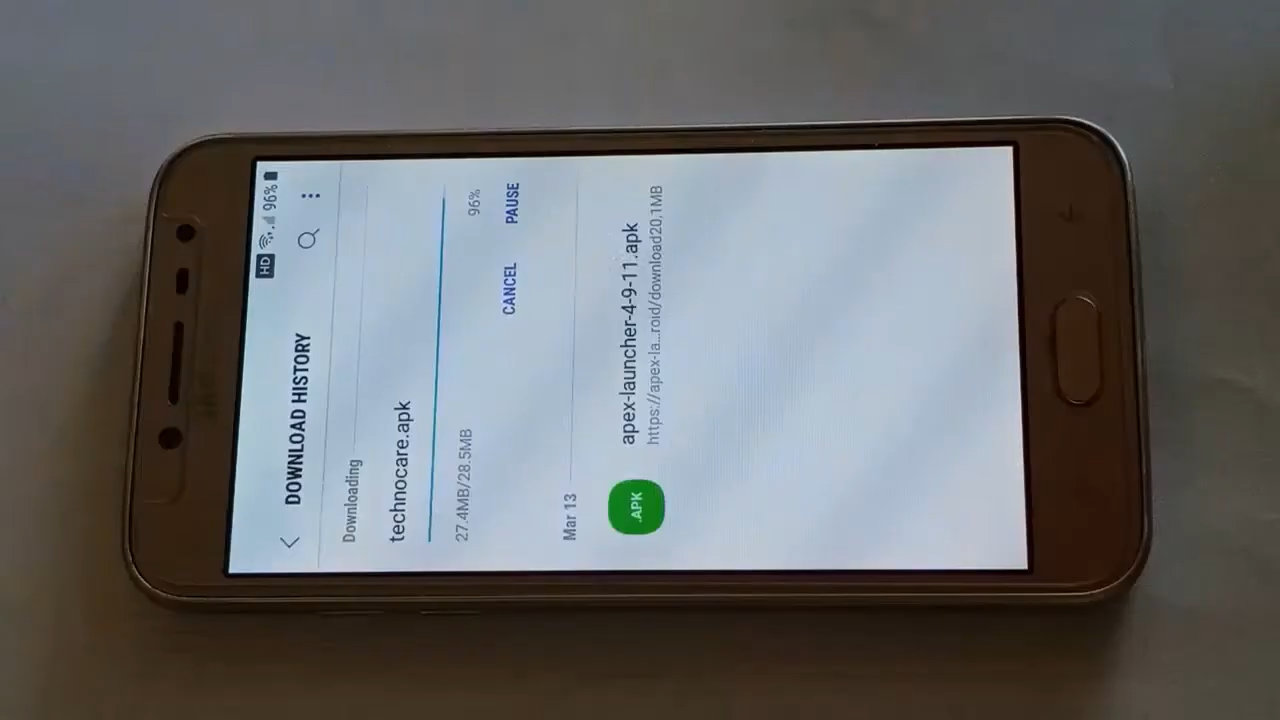 HD 96%
DOWNLOAD HISTORY
Downloading
technocare.apk
27.4MB/28.5MB 96%
CANCEL PAUSE
Mar 13
.APK
apex-launcher-4-9-11.apk
https://apex-la...roid/download20.1MB